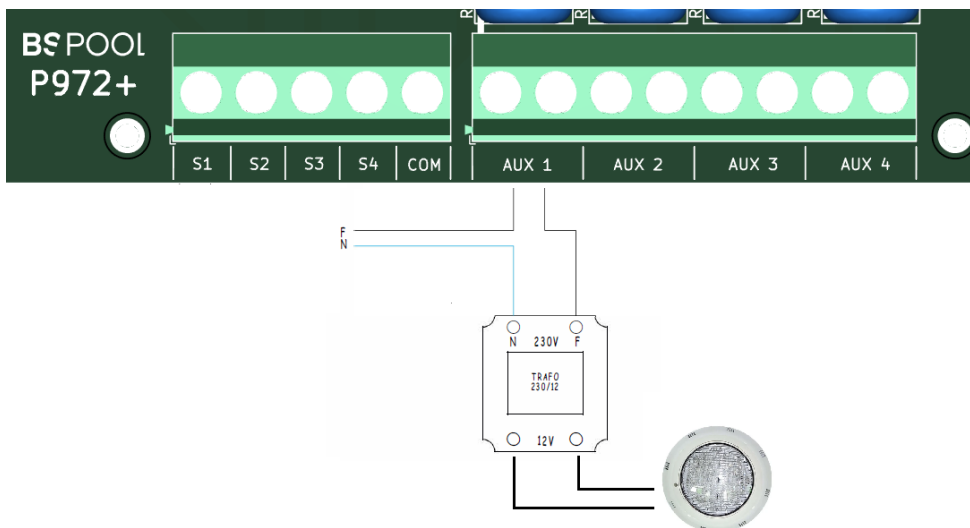 BSPOOL
P972+
R
R
R
R
S1 S2 S3 S4 COM AUX 1 AUX 2 AUX 3 AUX 4
F
N
N 230V F
TRAFO
230/12
12V